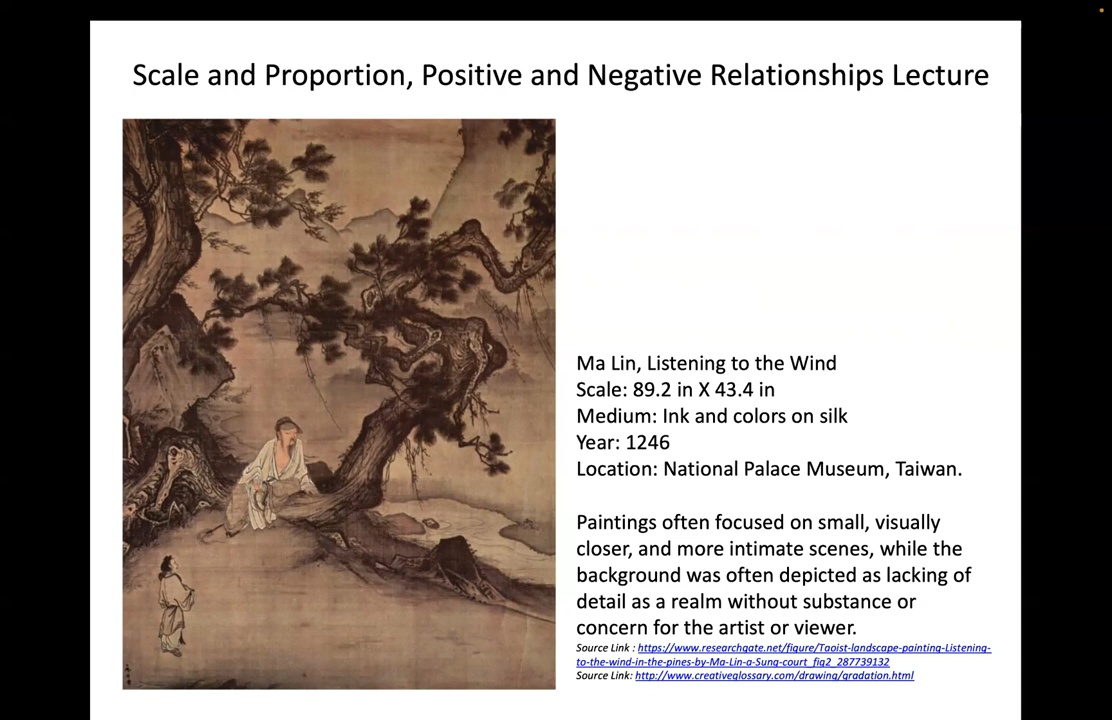 Scale and Proportion, Positive and Negative Relationships Lecture
Ma Lin, Listening to the Wind
Scale: 89.2 in X 43.4 in
Medium: Ink and colors on silk
Year: 1246
Location: National Palace Museum, Taiwan.
Paintings often focused on small, visually
closer, and more intimate scenes, while the
background was often depicted as lacking of
detail as a realm without substance or
concern for the artist or viewer.
Source Link : https://www.researchgate.net/figure/Taoist-landscape-painting-Listening-
to-the-wind-in-the-pines-by-Ma-Lin-a-Sung-court_fig2_287739132
Source Link: http://www.creativeglossary.com/drawing/gradation.html